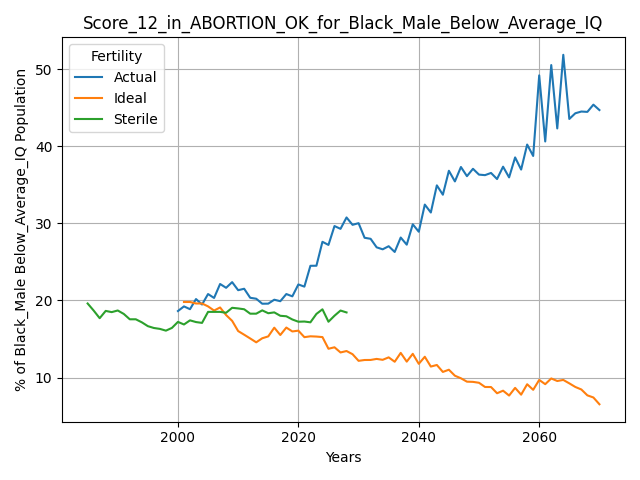 Score_12_in_ABORTION_OK_for_Black_Male_Below_Average_IQ
Fertility
Actual
Ideal
Sterile
% of Black_Male Below_Average_IQ Population
50
40
30
20
10
2000 2020 2040 2060
Years